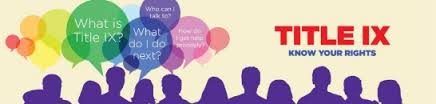 What is
Title IX?
What
do I do
next?
Who can I
talk to?
How do
I get help
promptly?
TITLE IX
KNOW YOUR RIGHTS